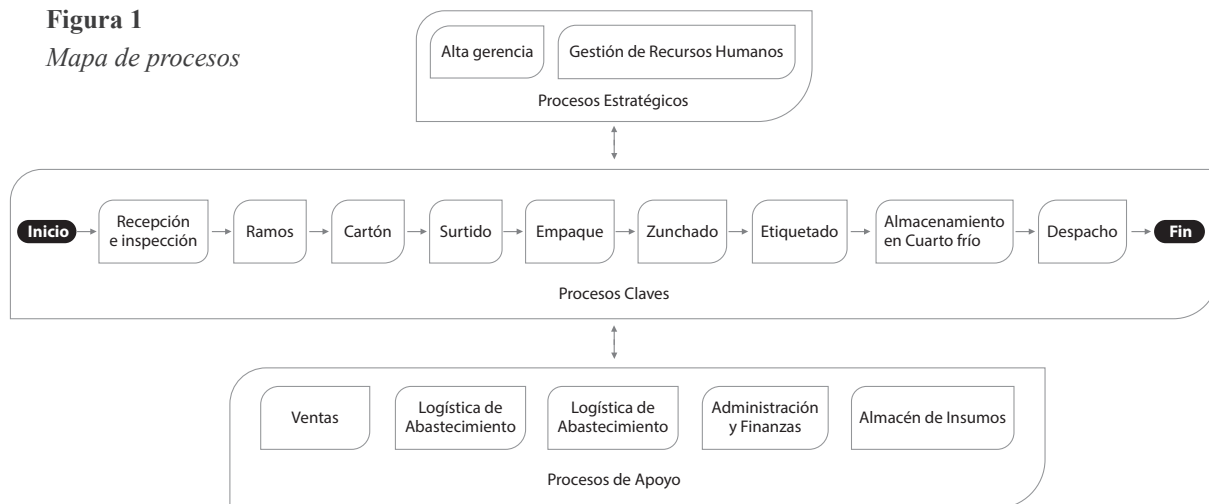 Figura 1
Mapa de procesos
Alta gerencia
Gestión de Recursos Humanos
Procesos Estratégicos
Inicio
Recepción
e inspección
Ramos
Cartón
Surtido
Empaque
Zunchado
Etiquetado
Almacenamiento
en Cuarto frío
Despacho
Fin
Procesos Claves
Ventas
Logística de
Abastecimiento
Logística de
Abastecimiento
Administración
y Finanzas
Almacén de Insumos
Procesos de Apoyo